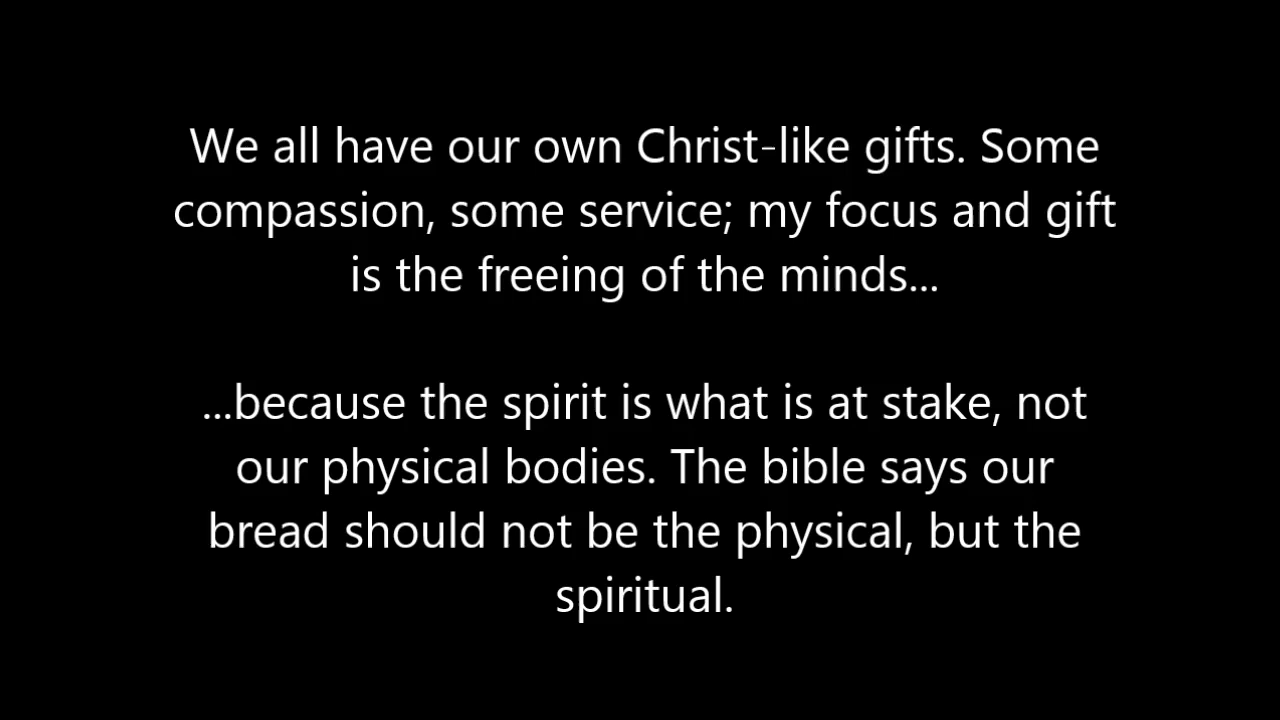 We all have our own Christ-like gifts. Some
compassion, some service; my focus and gift
is the freeing of the minds...
...because the spirit is what is at stake, not
our physical bodies. The bible says our
bread should not be the physical, but the
spiritual.